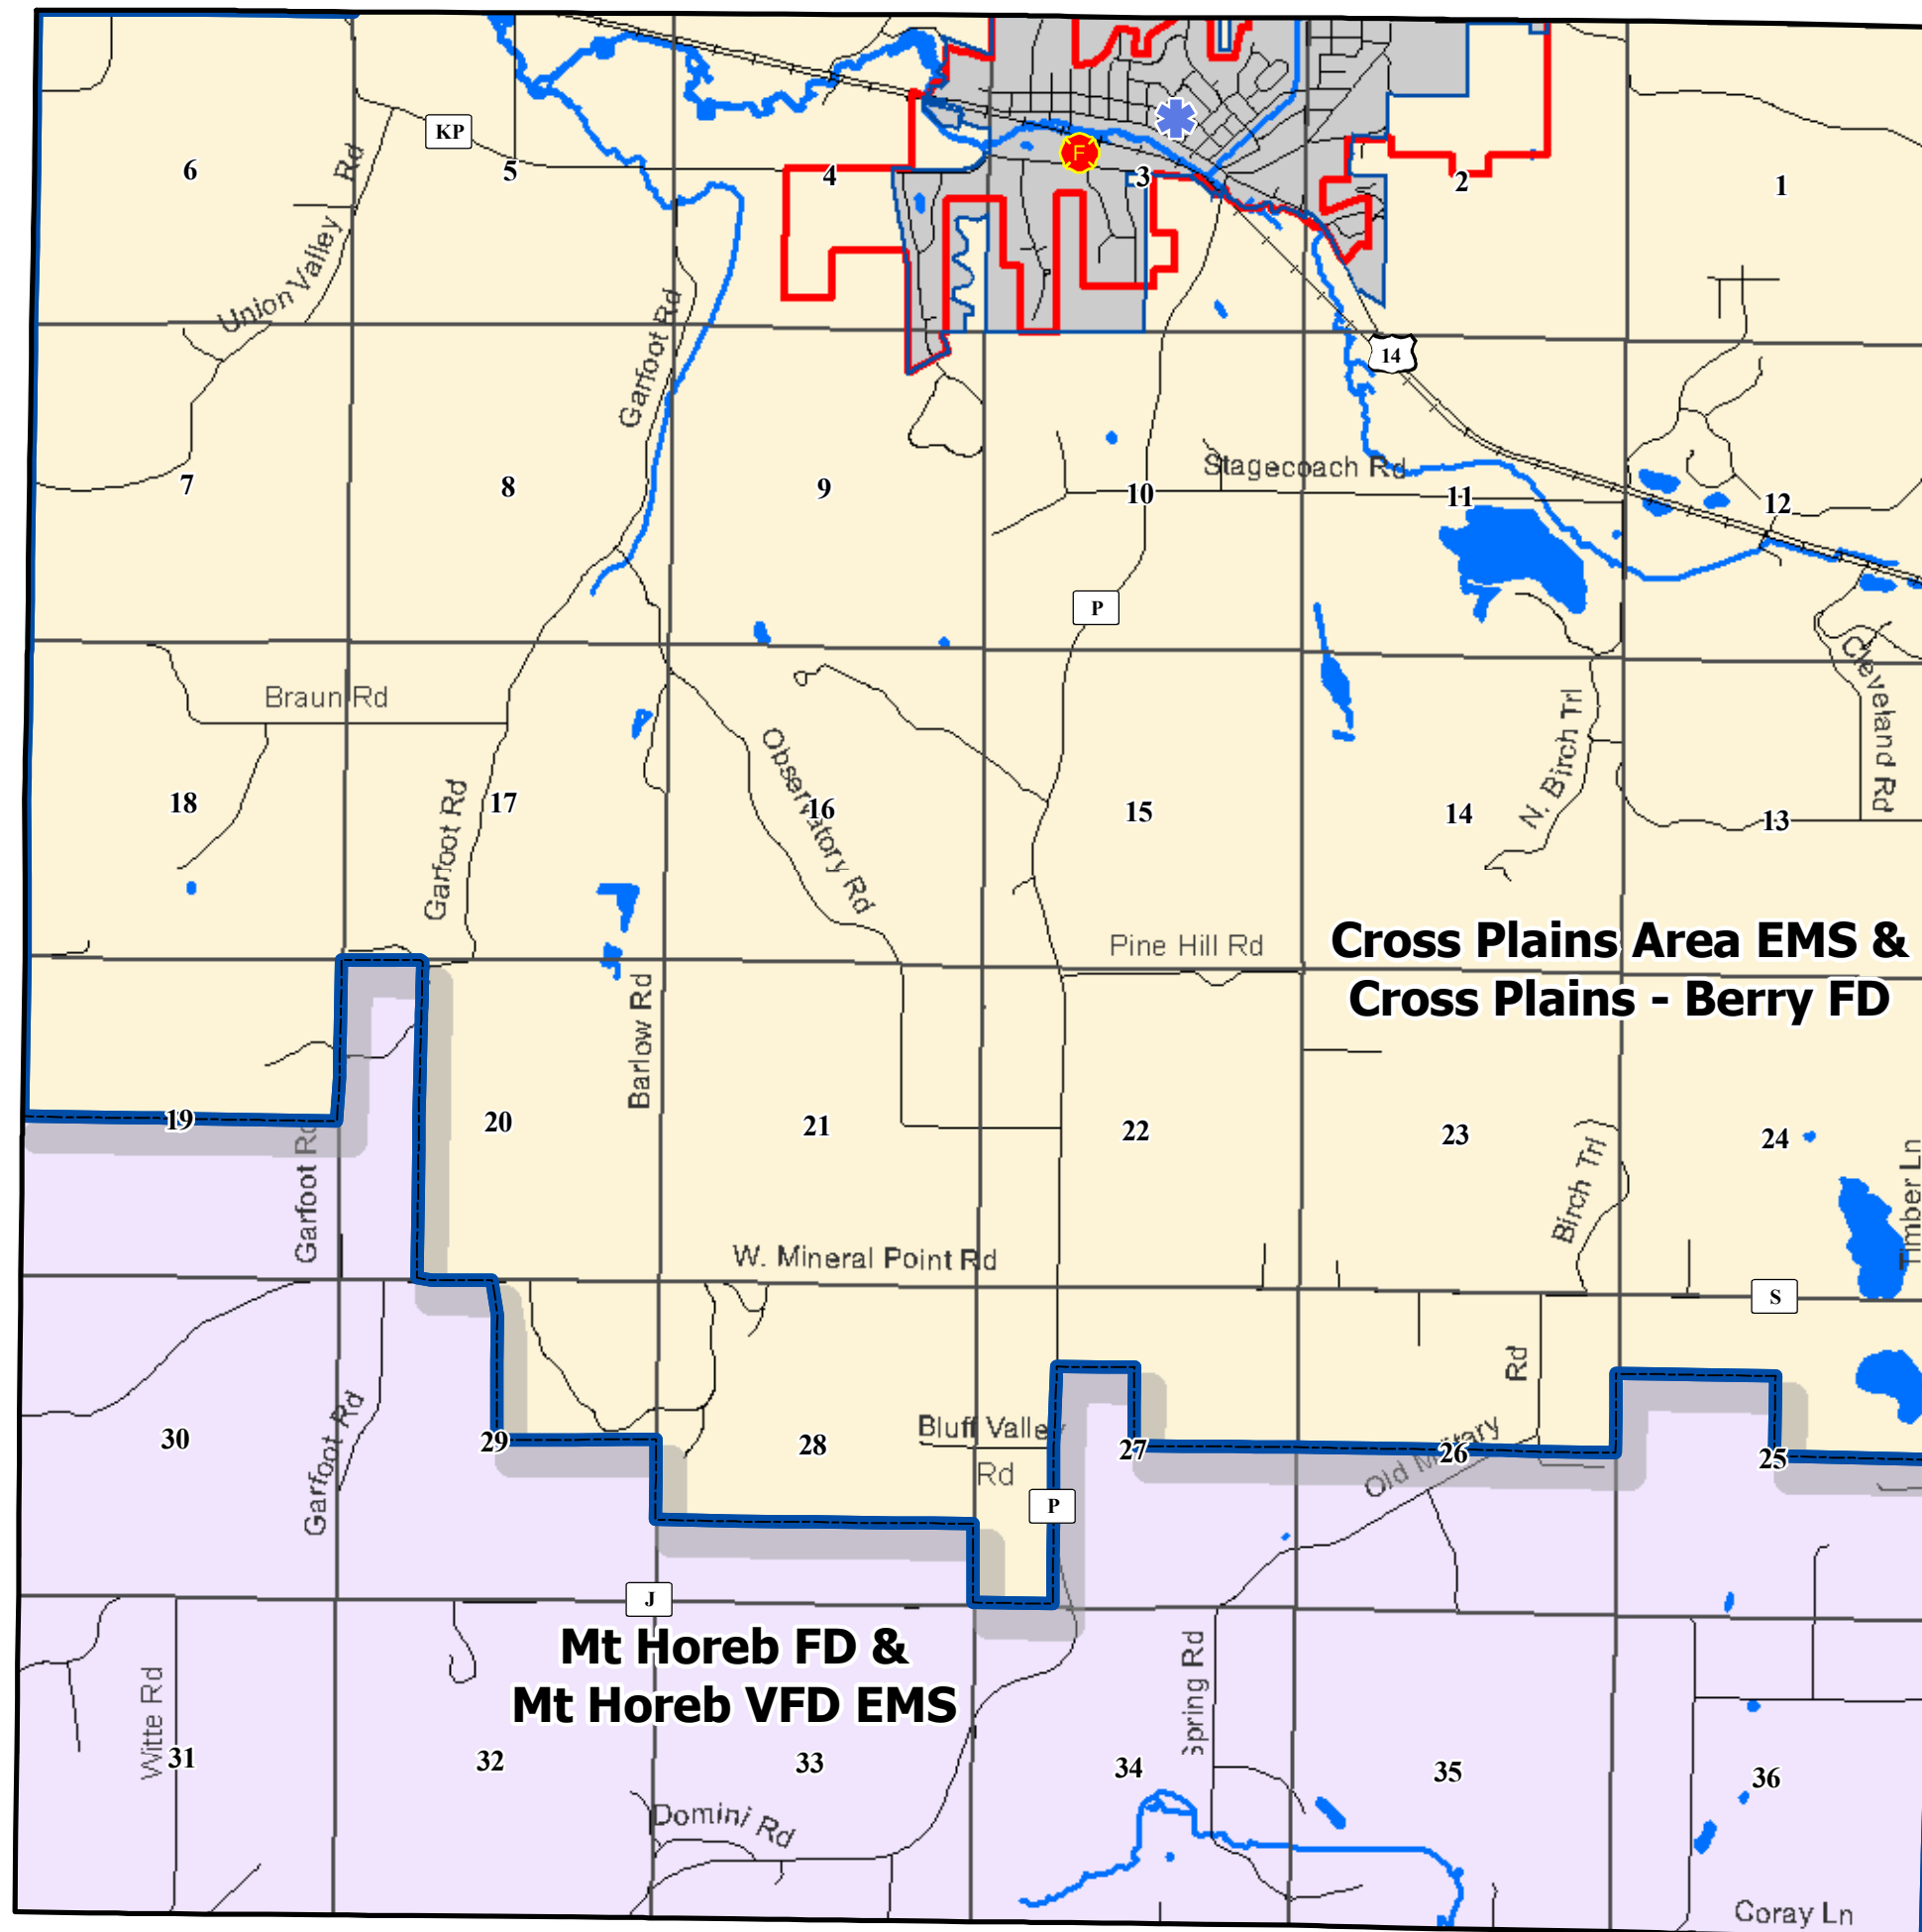 KP
F
6
5
4
3
2
1
Union Valley Rd
Garfoot Rd
14
Stagecoach Rd
7
8
9
10
11
12
P
Cleveland Rd
Braun Rd
N. Birch Trl
Observatory Rd
Garfoot Rd
18
17
16
15
14
13
Cross Plains Area EMS &
Cross Plains - Berry FD
Pine Hill Rd
Barlow Rd
19
20
21
22
23
24
Garfoot Rd
Birch Trl
Timber Ln
W. Mineral Point Rd
S
Rd
Garfoot Rd
Bluff Valley
Rd
Old Military
30
29
28
27
26
25
P
J
Mt Horeb FD &
Mt Horeb VFD EMS
Witte Rd
Spring Rd
31
32
33
34
35
36
Domini Rd
Coray Ln